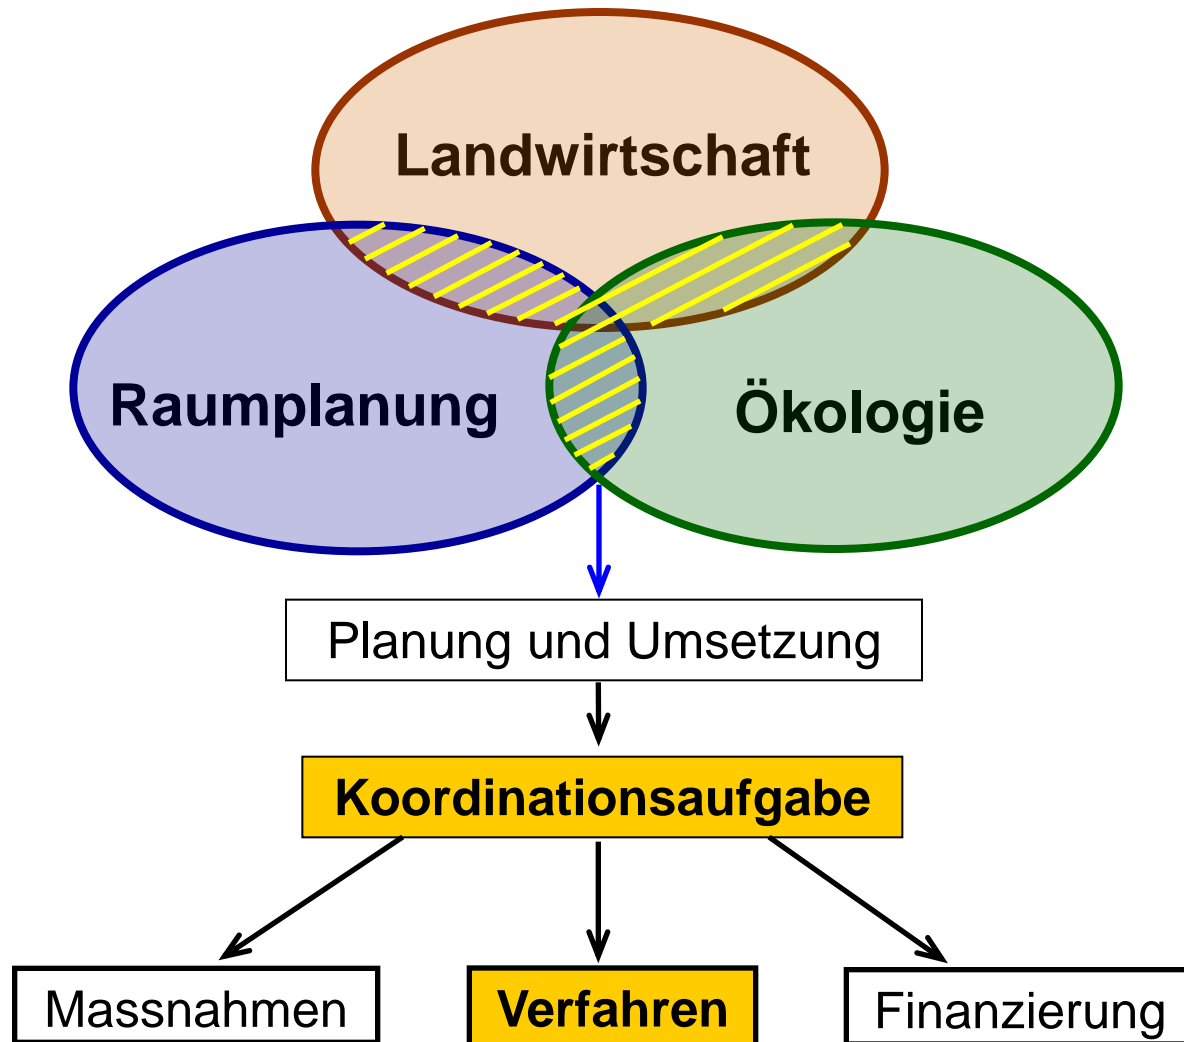 Landwirtschaft
Raumplanung
Ökologie
Planung und Umsetzung
Koordinationsaufgabe
Massnahmen
Verfahren
Finanzierung